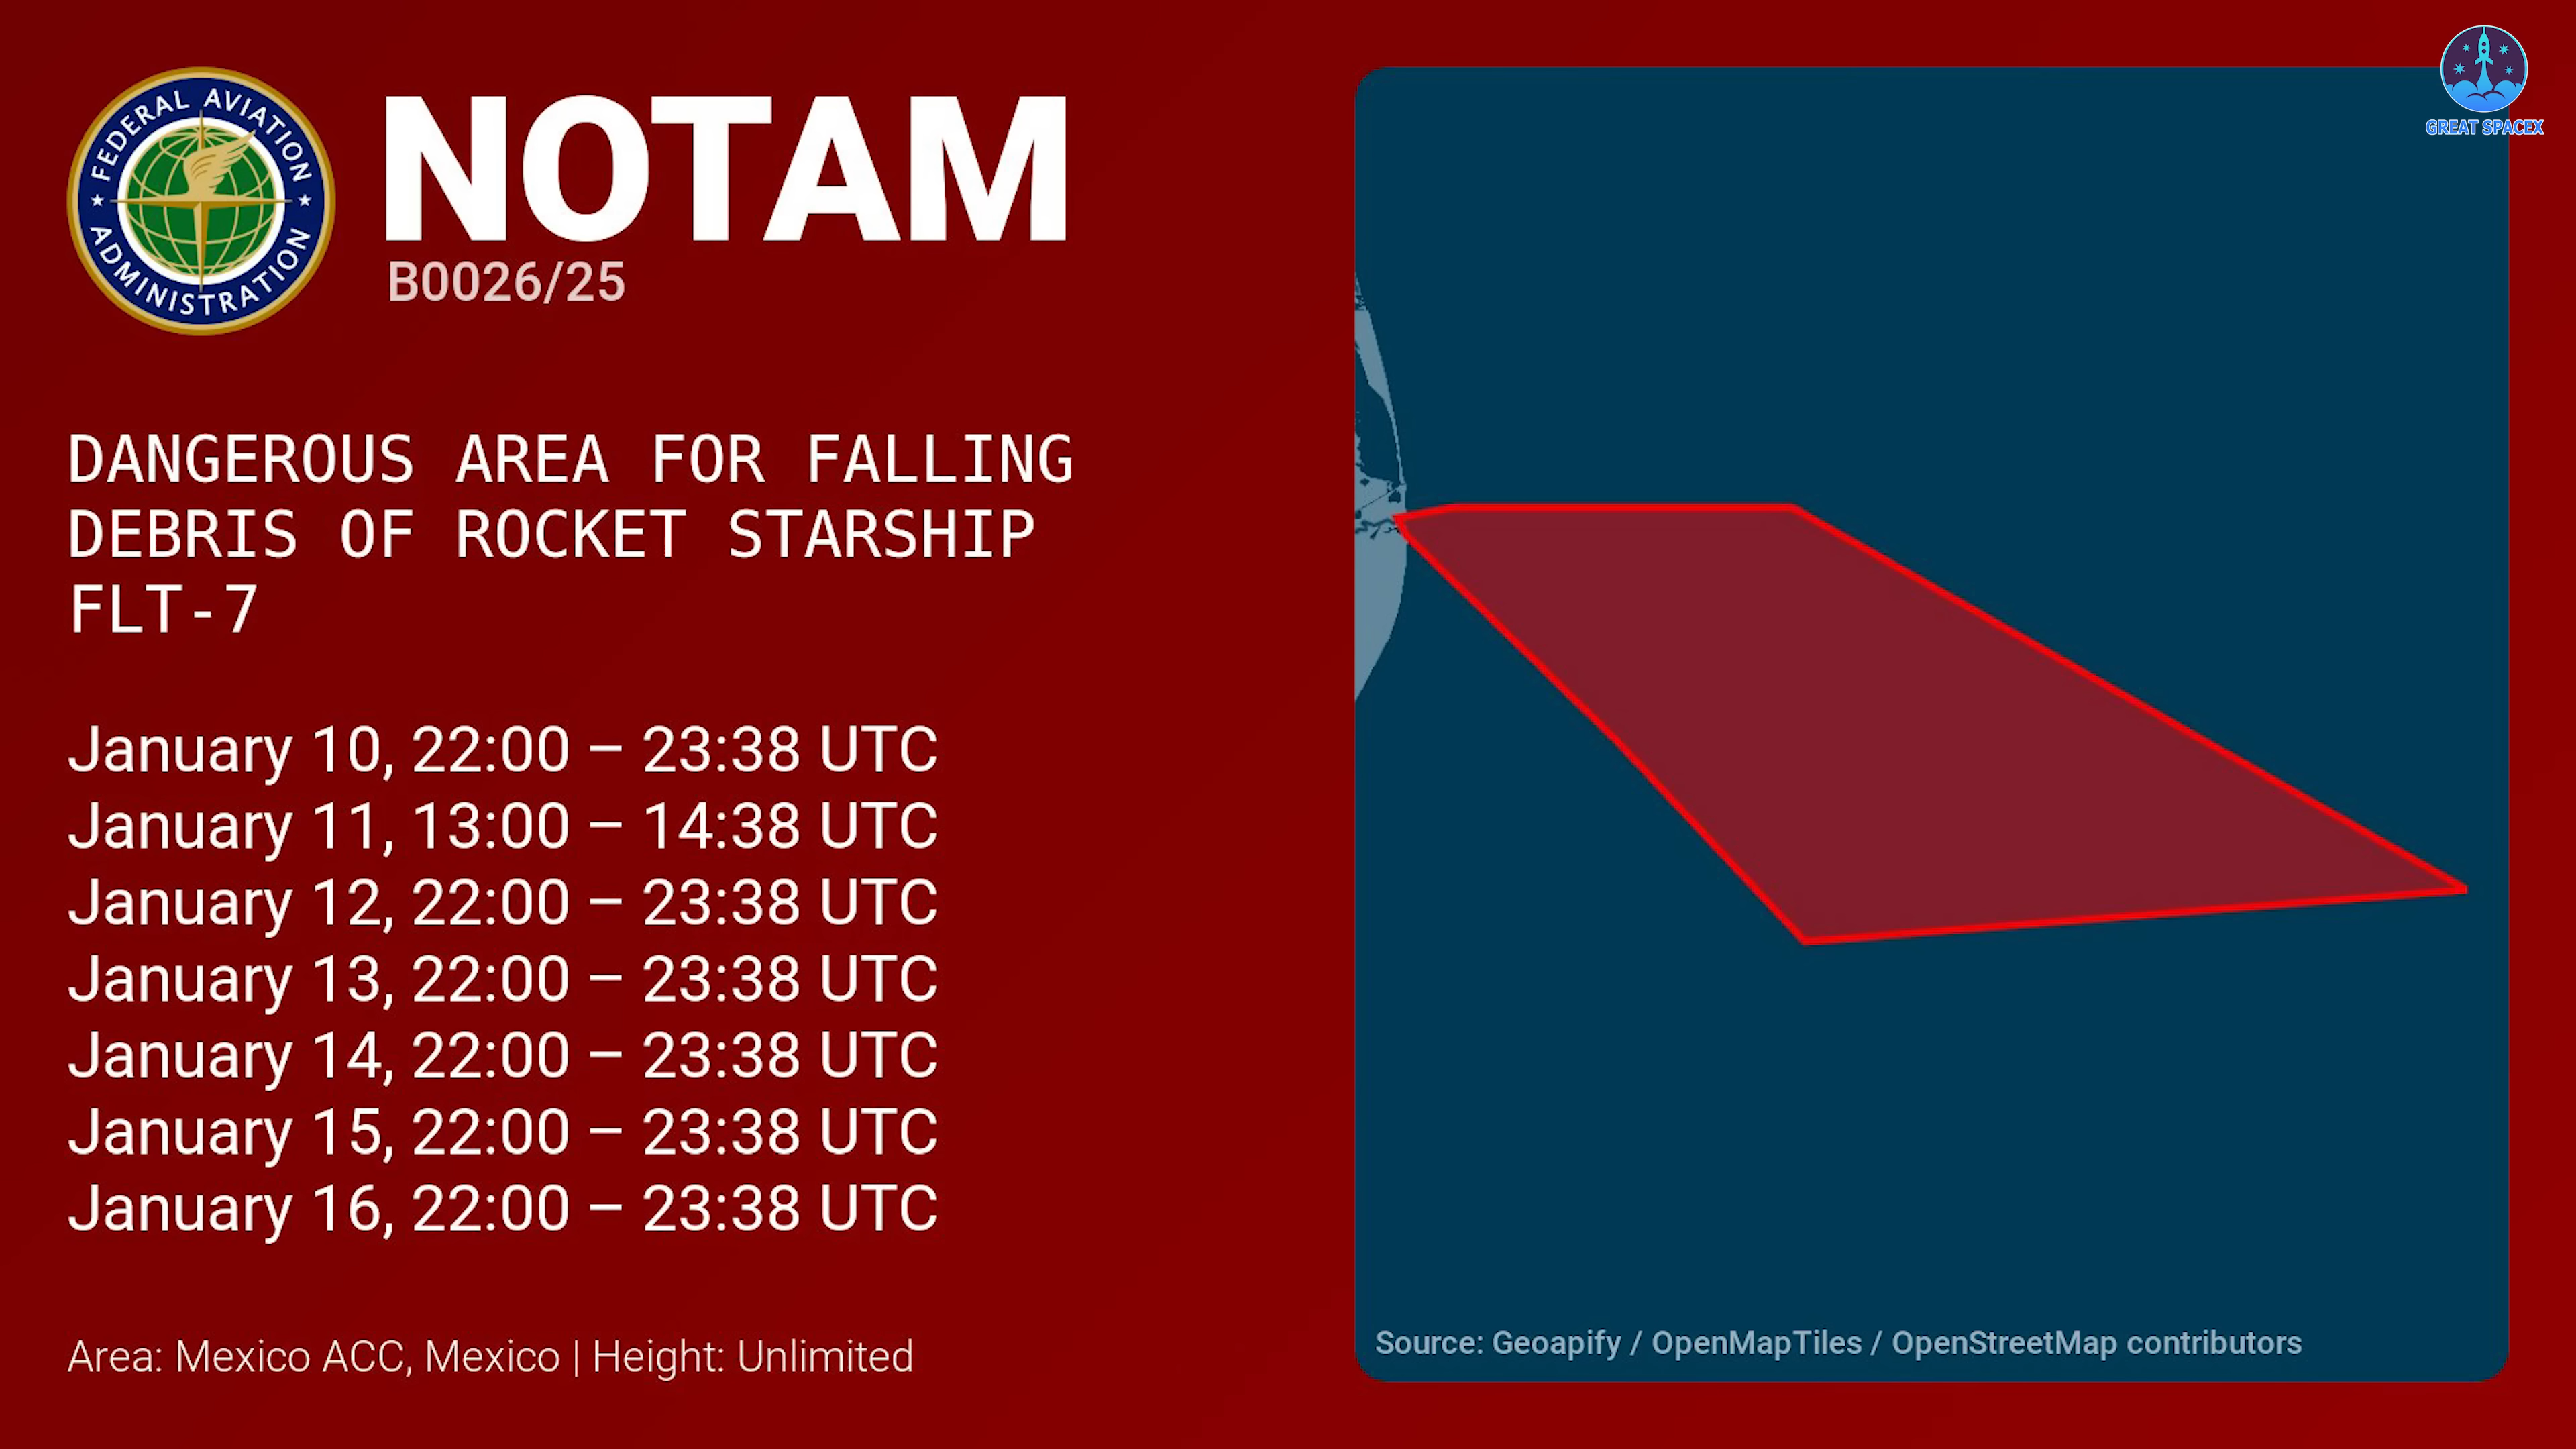 FEDERAL AVIATION
ADMINISTRATION
NOTAM
B0026/25
GREAT SPACEX
DANGEROUS AREA FOR FALLING
DEBRIS OF ROCKET STARSHIP
FLT-7
January 10, 22:00 – 23:38 UTC
January 11, 13:00 – 14:38 UTC
January 12, 22:00 – 23:38 UTC
January 13, 22:00 – 23:38 UTC
January 14, 22:00 – 23:38 UTC
January 15, 22:00 – 23:38 UTC
January 16, 22:00 – 23:38 UTC
Area: Mexico ACC, Mexico | Height: Unlimited
Source: Geoapify / OpenMapTiles / OpenStreetMap contributors